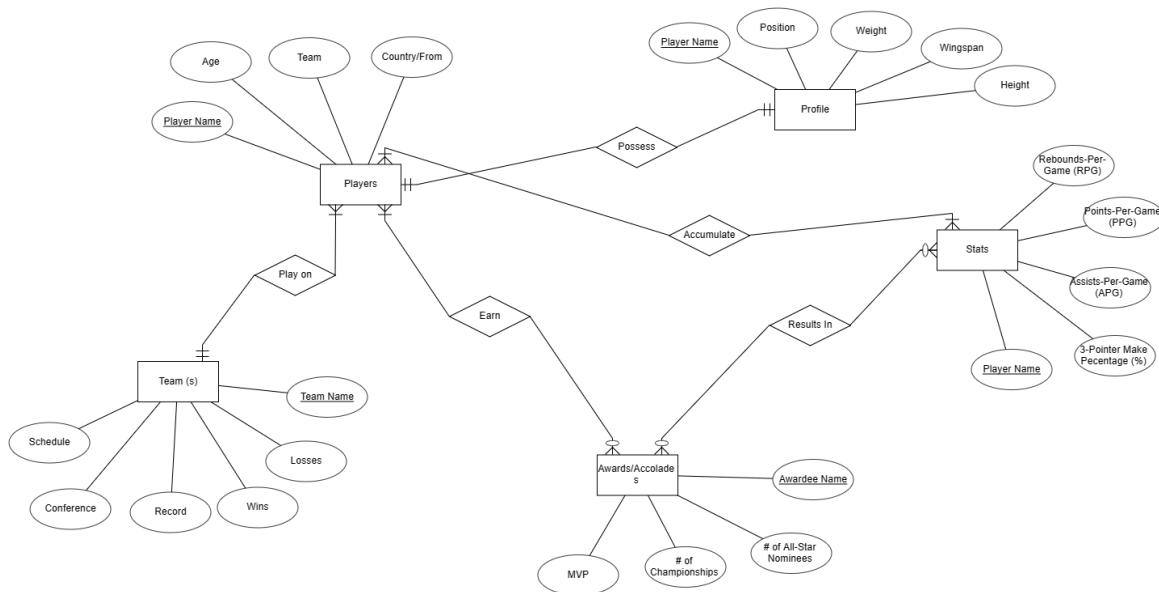 Player Name
Age
Team
Country/From
Players
Player Name
Position
Weight
Wingspan
Height
Profile
Possess
Accumulate
Rebounds-Per-
Game (RPG)
Points-Per-Game
(PPG)
Assists-Per-Game
(APG)
3-Pointer Make
Pecentage (%)
Player Name
Stats
Play on
Earn
Results In
Team (s)
Team Name
Schedule
Conference
Record
Wins
Losses
Awards/Accolade
s
Awardee Name
MVP
# of
Championships
# of All-Star
Nominees